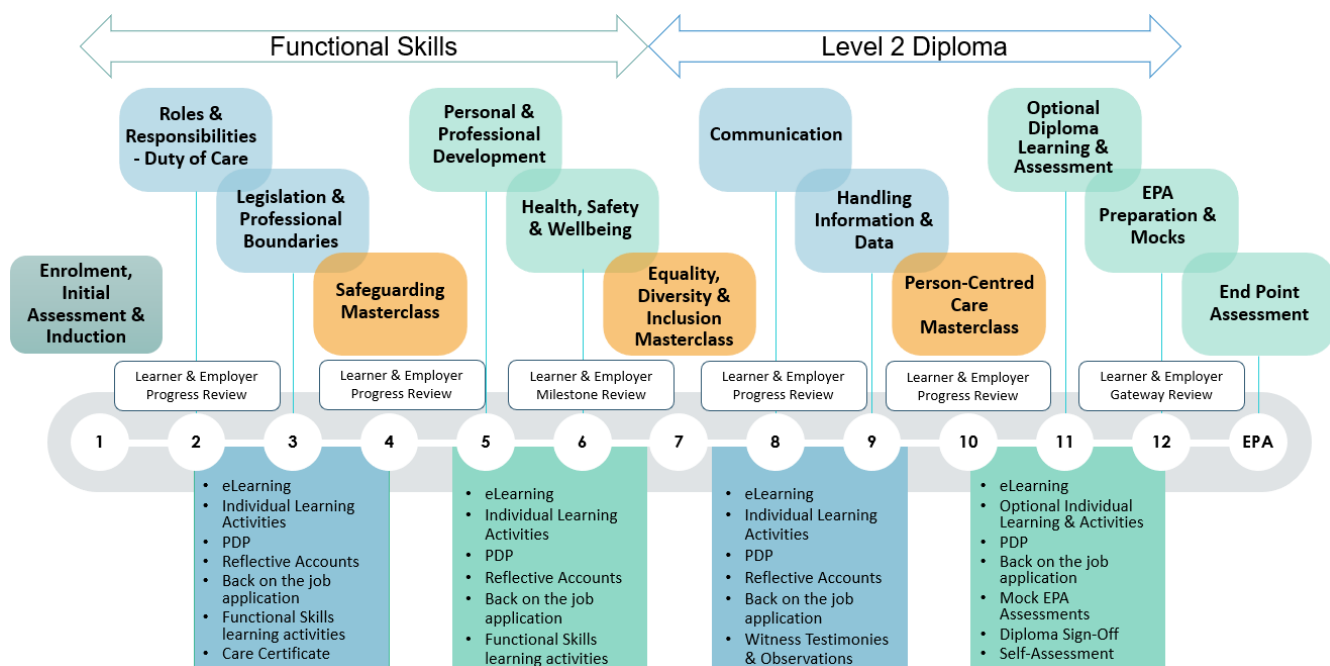 Functional Skills
Level 2 Diploma
Roles &
Responsibilities
- Duty of Care
Personal &
Professional
Development
Communication
Optional
Diploma
Learning &
Assessment
Legislation &
Professional
Boundaries
Health, Safety
& Wellbeing
Handling
Information &
Data
EPA
Preparation &
Mocks
Enrolment,
Initial
Assessment &
Induction
Safeguarding
Masterclass
Equality,
Diversity &
Inclusion
Masterclass
Person-Centred
Care
Masterclass
End Point
Assessment
Learner & Employer
Progress Review
Learner & Employer
Progress Review
Learner & Employer
Milestone Review
Learner & Employer
Progress Review
Learner & Employer
Progress Review
Learner & Employer
Gateway Review
1 2 3 4 5 6 7 8 9 10 11 12 EPA
• eLearning
• Individual Learning
Activities
• PDP
• Reflective Accounts
• Back on the job
application
• Functional Skills
learning activities
• Care Certificate
• eLearning
• Individual Learning
Activities
• PDP
• Reflective Accounts
• Back on the job
application
• Functional Skills
learning activities
• eLearning
• Individual Learning
Activities
• PDP
• Reflective Accounts
• Back on the job
application
• Witness Testimonies
& Observations
• eLearning
• Optional Individual
Learning & Activities
• PDP
• Back on the job
application
• Mock EPA
Assessments
• Diploma Sign-Off
• Self-Assessment